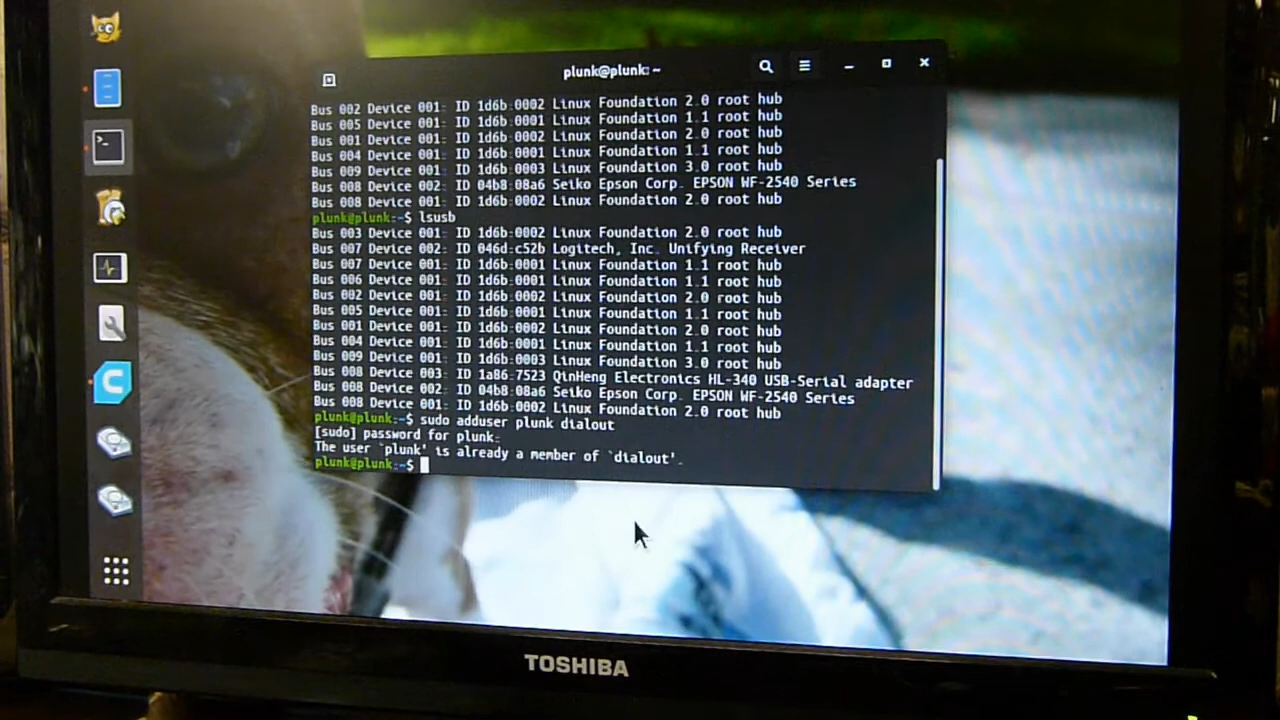 plunk@plunk: ~
Bus 002 Device 001: ID 1d6b:0002 Linux Foundation 2.0 root hub
Bus 005 Device 001: ID 1d6b:0001 Linux Foundation 1.1 root hub
Bus 001 Device 001: ID 1d6b:0002 Linux Foundation 2.0 root hub
Bus 004 Device 001: ID 1d6b:0001 Linux Foundation 1.1 root hub
Bus 009 Device 001: ID 1d6b:0003 Linux Foundation 3.0 root hub
Bus 008 Device 002: ID 04b8:08a6 Seiko Epson Corp. EPSON WF-2540 Series
Bus 008 Device 001: ID 1d6b:0002 Linux Foundation 2.0 root hub
plunk@plunk:~$ lsusb
Bus 003 Device 001: ID 1d6b:0002 Linux Foundation 2.0 root hub
Bus 007 Device 002: ID 046d:c52b Logitech, Inc. Unifying Receiver
Bus 007 Device 001: ID 1d6b:0001 Linux Foundation 1.1 root hub
Bus 006 Device 001: ID 1d6b:0001 Linux Foundation 1.1 root hub
Bus 002 Device 001: ID 1d6b:0002 Linux Foundation 2.0 root hub
Bus 005 Device 001: ID 1d6b:0001 Linux Foundation 1.1 root hub
Bus 001 Device 001: ID 1d6b:0002 Linux Foundation 2.0 root hub
Bus 004 Device 001: ID 1d6b:0001 Linux Foundation 1.1 root hub
Bus 009 Device 001: ID 1d6b:0003 Linux Foundation 3.0 root hub
Bus 008 Device 003: ID 1a86:7523 QinHeng Electronics HL-340 USB-Serial adapter
Bus 008 Device 002: ID 04b8:08a6 Seiko Epson Corp. EPSON WF-2540 Series
Bus 008 Device 001: ID 1d6b:0002 Linux Foundation 2.0 root hub
plunk@plunk:~$ sudo adduser plunk dialout
[sudo] password for plunk:
The user `plunk' is already a member of `dialout'.
plunk@plunk:~$
TOSHIBA